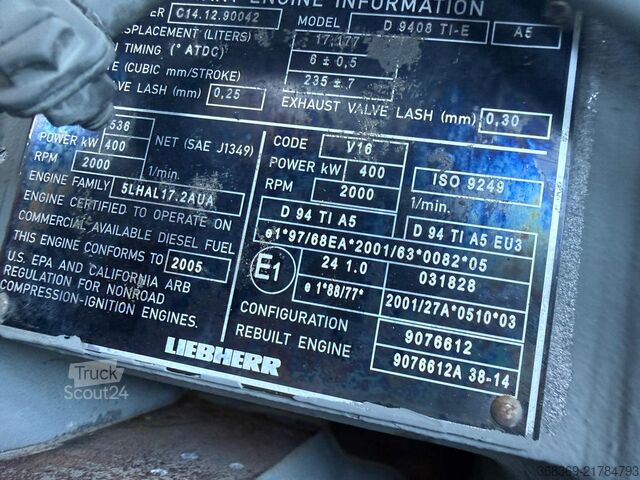 ENGINE INFORMATION
C14.12.90042 MODEL D 9408 TI-E A5
SPLACEMENT (LITERS) 17.177
TIMING (° ATDC) 6 ± 0,5
(CUBIC mm/STROKE) 235 ± 7
VE LASH (mm) 0,25 EXHAUST VALVE LASH (mm) 0,30
536
POWER kW 400 NET (SAE J1349)
RPM 2000 1/min.
ENGINE FAMILY 5LHAL17.2AUA
ENGINE CERTIFIED TO OPERATE ON
COMMERCIAL AVAILABLE DIESEL FUEL
THIS ENGINE CONFORMS TO 2005
U.S. EPA AND CALIFORNIA ARB
REGULATION FOR NONROAD
COMPRESSION-IGNITION ENGINES.
CODE V16
POWER kW 400 ISO 9249
RPM 2000 1/min.
D 94 TI A5 D 94 TI A5 EU3
e1*97/68EA*2001/63*0082*05
E1 24 1.0 031828
e 1*88/77* 2001/27A*0510*03
CONFIGURATION 9076612
REBUILT ENGINE 9076612A 38-14
LIEBHERR
Truck
Scout24
368369-21784793